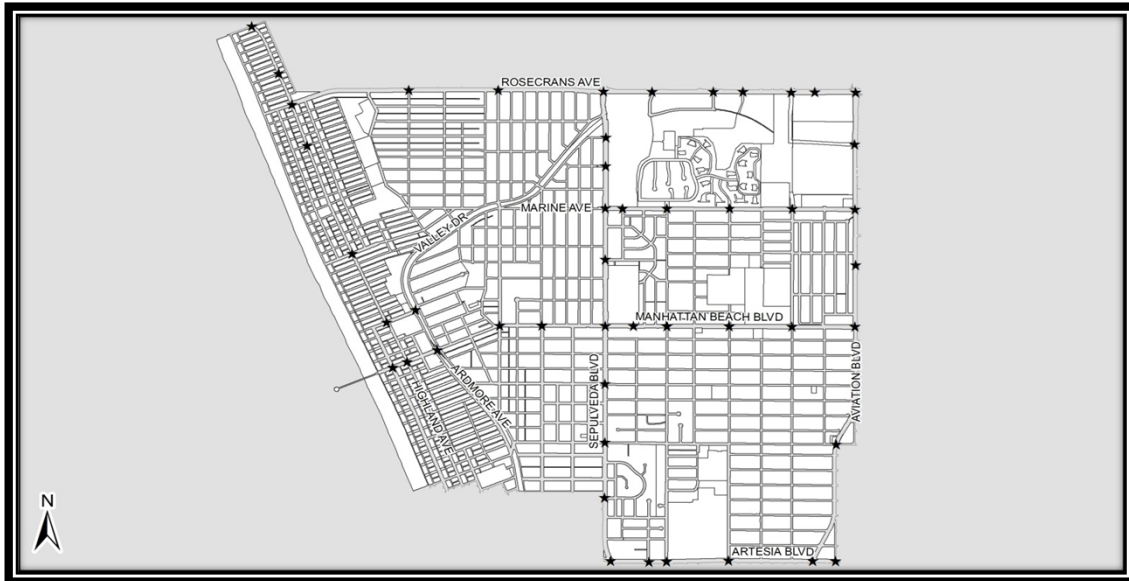 ROSECRANS AVE
MARINE AVE
VALLEY DR
MANHATTAN BEACH BLVD
SEPULVEDA BLVD
AVIATION BLVD
ARDMORE AVE
HIGHLAND AVE
N
ARTESIA BLVD